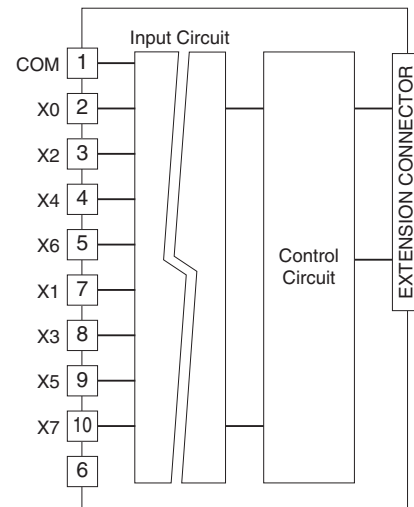 Input Circuit
COM 1
X0 2
X2 3
X4 4
X6 5
X1 7
X3 8
X5 9
X7 10
6
Control
Circuit
EXTENSION CONNECTOR